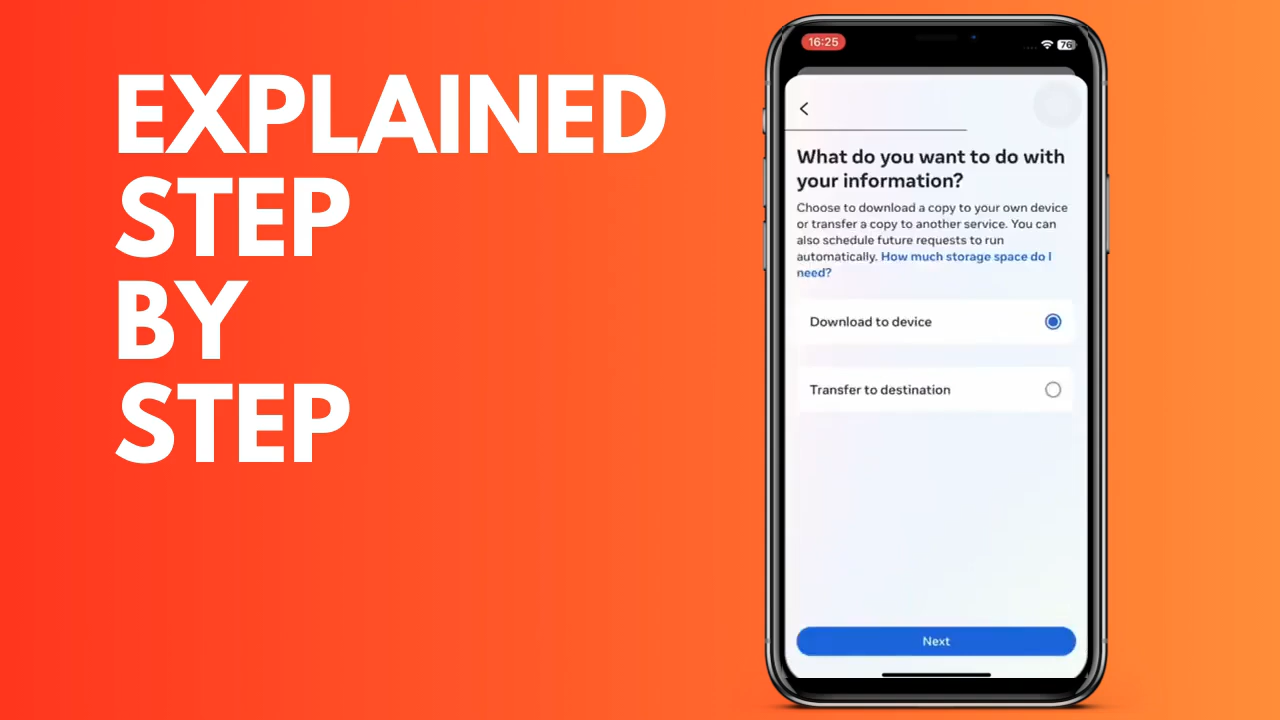 EXPLAINED
STEP
BY
STEP
16:25
76
What do you want to do with
your information?
Choose to download a copy to your own device
or transfer a copy to another service. You can
also schedule future requests to run
automatically. How much storage space do I
need?
Download to device
Transfer to destination
Next